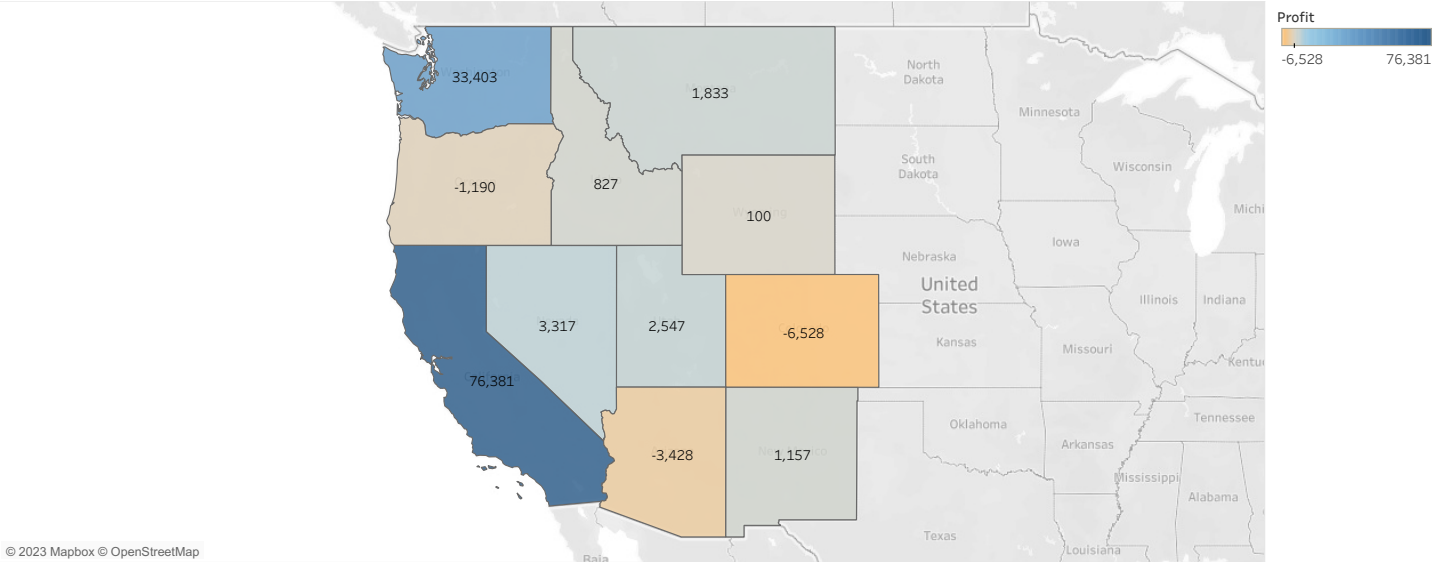 Profit
-6,528 76,381
33,403
1,833
North
Dakota
Minnesota
-1,190
827
100
South
Dakota
Wisconsin
Michi
Iowa
Nebraska
United
States
Illinois
Indiana
3,317
2,547
-6,528
Kansas
Missouri
Kentu
76,381
-3,428
1,157
Oklahoma
Arkansas
Tennessee
Mississippi
Alabama
Texas
Louisiana
Baja
© 2023 Mapbox © OpenStreetMap